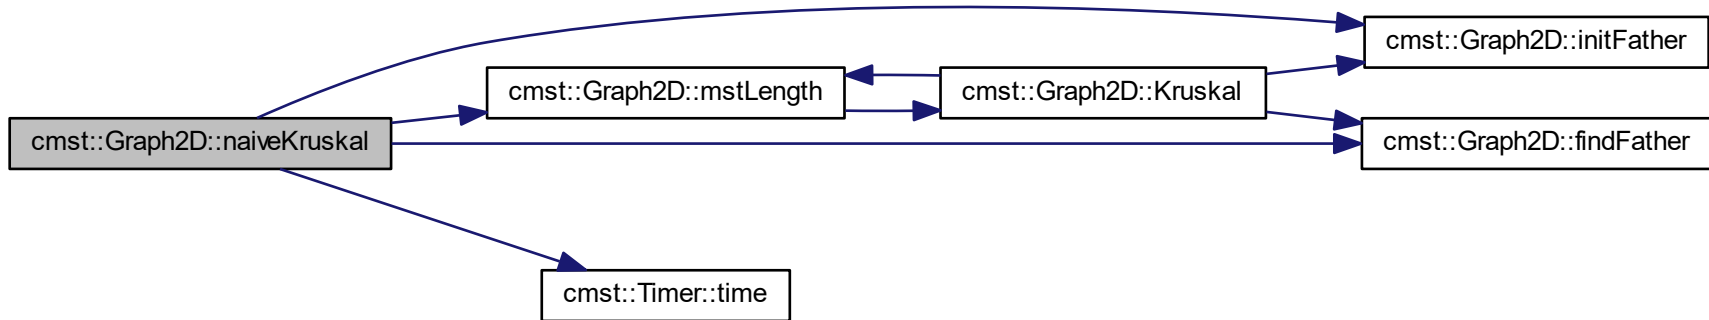 cmst::Graph2D::initFather
cmst::Graph2D::mstLength
cmst::Graph2D::Kruskal
cmst::Graph2D::naiveKruskal
cmst::Graph2D::findFather
cmst::Timer::time